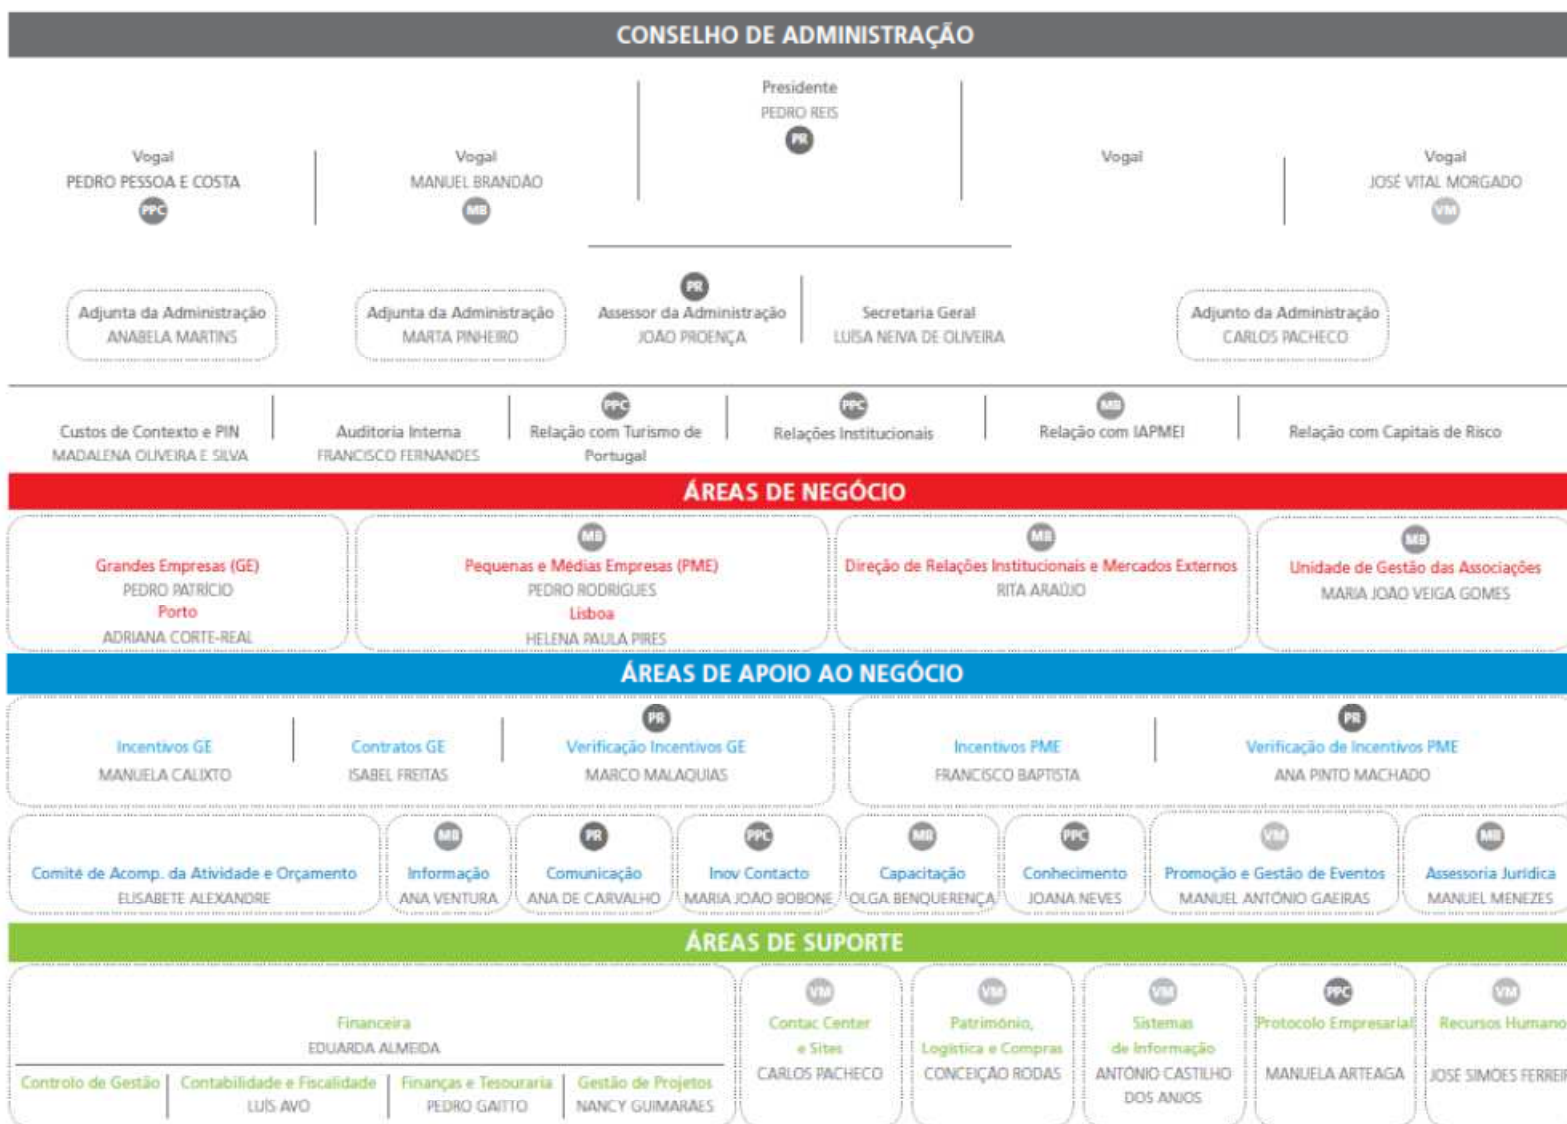 CONSELHO DE ADMINISTRAÇÃO
Presidente
PEDRO REIS
PR
Vogal
PEDRO PESSOA E COSTA
PPC
Vogal
MANUEL BRANDÃO
MB
Vogal
Vogal
JOSÉ VITAL MORGADO
VM
Adjunta da Administração
ANABELA MARTINS
Adjunta da Administração
MARTA PINHEIRO
PR
Assessor da Administração
JOÃO PROENÇA
Secretaria Geral
LUÍSA NEIVA DE OLIVEIRA
Adjunto da Administração
CARLOS PACHECO
Custos de Contexto e PIN
MADALENA OLIVEIRA E SILVA
Auditoria Interna
FRANCISCO FERNANDES
PPC
Relação com Turismo de
Portugal
PPC
Relações Institucionais
MB
Relação com IAPMEI
Relação com Capitais de Risco
ÁREAS DE NEGÓCIO
Grandes Empresas (GE)
PEDRO PATRÍCIO
Porto
ADRIANA CORTE-REAL
MB
Pequenas e Médias Empresas (PME)
PEDRO RODRIGUES
Lisboa
HELENA PAULA PIRES
MB
Direção de Relações Institucionais e Mercados Externos
RITA ARAÚJO
MB
Unidade de Gestão das Associações
MARIA JOÃO VEIGA GOMES
ÁREAS DE APOIO AO NEGÓCIO
Incentivos GE
MANUELA CALIXTO
Contratos GE
ISABEL FREITAS
PR
Verificação Incentivos GE
MARCO MALAQUIAS
Incentivos PME
FRANCISCO BAPTISTA
PR
Verificação de Incentivos PME
ANA PINTO MACHADO
Comité de Acomp. da Atividade e Orçamento
ELISABETE ALEXANDRE
MB
Informação
ANA VENTURA
PR
Comunicação
ANA DE CARVALHO
PPC
Inov Contacto
MARIA JOÃO BOBONE
MB
Capacitação
OLGA BENQUERENÇA
PPC
Conhecimento
JOANA NEVES
VM
Promoção e Gestão de Eventos
MANUEL ANTÓNIO GAEIRAS
MB
Assessoria Jurídica
MANUEL MENEZES
ÁREAS DE SUPORTE
Financeira
EDUARDA ALMEIDA
Controlo de Gestão
Contabilidade e Fiscalidade
LUÍS AVO
Finanças e Tesouraria
PEDRO GAITTO
Gestão de Projetos
NANCY GUIMARÃES
VM
Contac Center
e Sites
CARLOS PACHECO
VM
Património,
Logística e Compras
CONCEIÇÃO RODAS
VM
Sistemas
de Informação
ANTÓNIO CASTILHO
DOS ANJOS
PPC
Protocolo Empresarial
MANUELA ARTEAGA
VM
Recursos Humano
JOSÉ SIMÕES FERREIR